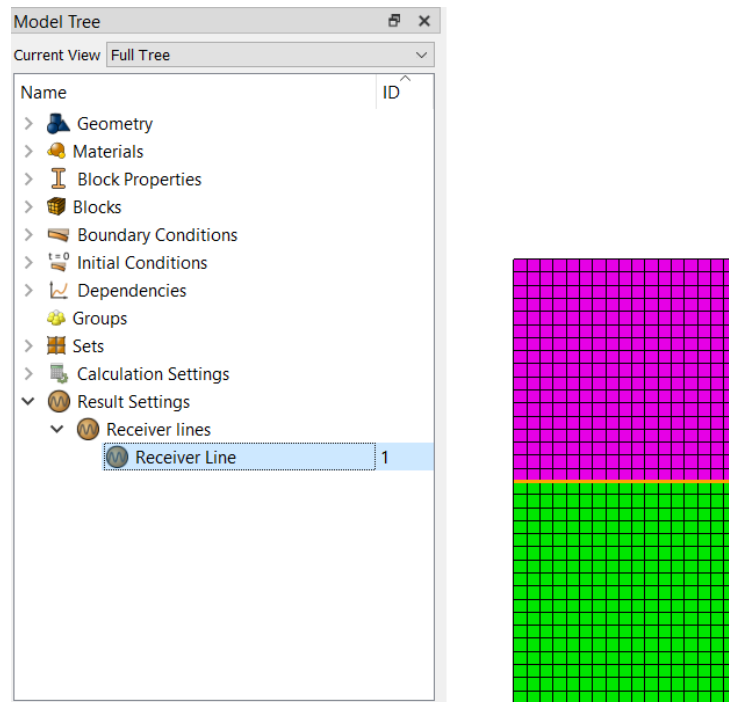 Model Tree
Current View Full Tree
Name ID
Geometry
Materials
Block Properties
Blocks
Boundary Conditions
t=0 Initial Conditions
Dependencies
Groups
Sets
Calculation Settings
Result Settings
Receiver lines
Receiver Line 1